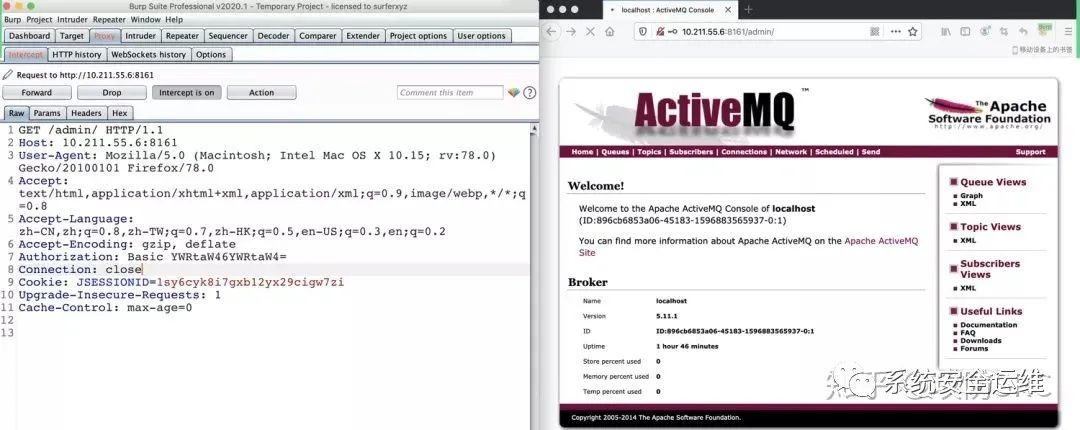 Burp Suite Professional v2020.1 - Temporary Project - licensed to surferxyz
Burp Project Intruder Repeater Window Help
Dashboard Target Proxy Intruder Repeater Sequencer Decoder Comparer Extender Project options User options
Intercept HTTP history WebSockets history Options
Request to http://10.211.55.6:8161
Forward Drop Intercept is on Action Comment this item
Raw Params Headers Hex
1 GET /admin/ HTTP/1.1
2 Host: 10.211.55.6:8161
3 User-Agent: Mozilla/5.0 (Macintosh; Intel Mac OS X 10.15; rv:78.0)
Gecko/20100101 Firefox/78.0
4 Accept:
text/html,application/xhtml+xml,application/xml;q=0.9,image/webp,*/*;q
=0.8
5 Accept-Language:
zh-CN,zh;q=0.8,zh-TW;q=0.7,zh-HK;q=0.5,en-US;q=0.3,en;q=0.2
6 Accept-Encoding: gzip, deflate
7 Authorization: Basic YWRtaW46YWRtaW4=
8 Connection: close
9 Cookie: JSESSIONID=1sy6cyk8i7gxb12yx29cigw7zi
10 Upgrade-Insecure-Requests: 1
11 Cache-Control: max-age=0
12
13
localhost : ActiveMQ Console
10.211.55.6:8161/admin/
移动设备上的书签
ActiveMQ™
The Apache
Software Foundation
http://www.apache.org/
Home | Queues | Topics | Subscribers | Connections | Network | Scheduled | Send
Support
Welcome!
Welcome to the Apache ActiveMQ Console of localhost
(ID:896cb6853a06-45183-1596883565937-0:1)
You can find more information about Apache ActiveMQ on the Apache ActiveMQ
Site
Broker
Name localhost
Version 5.11.1
ID ID:896cb6853a06-45183-1596883565937-0:1
Uptime 1 hour 46 minutes
Store percent used 0
Memory percent used 0
Temp percent used 0
Queue Views
Graph
XML
Topic Views
XML
Subscribers
Views
XML
Useful Links
Documentation
FAQ
Downloads
Forums
Copyright 2005-2014 The Apache Software Foundation.
系统安全运维